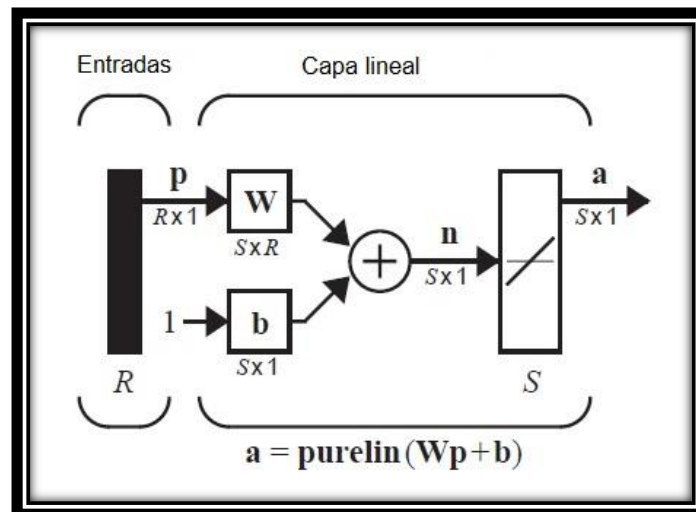 Entradas
Capa lineal
p
R x 1
W
S x R
1
b
S x 1
+
n
S x 1
a
S x 1
R
S
a = purelin(Wp+b)